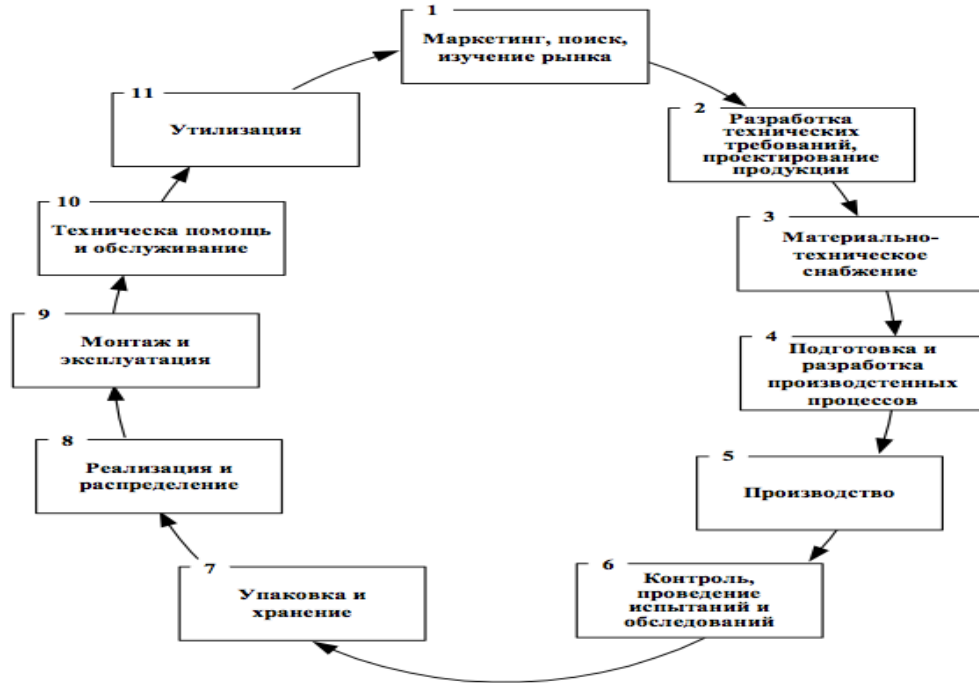 1
Маркетинг, поиск,
изучение рынка
2
Разработка
технических
требований,
проектирование
продукции
3
Материально-
техническое
снабжение
4
Подготовка и
разработка
производстенных
процессов
5
Производство
6
Контроль,
проведение
испытаний и
обследований
7
Упаковка и
хранение
8
Реализация и
распределение
9
Монтаж и
эксплуатация
10
Техническа помощь
и обслуживание
11
Утилизация